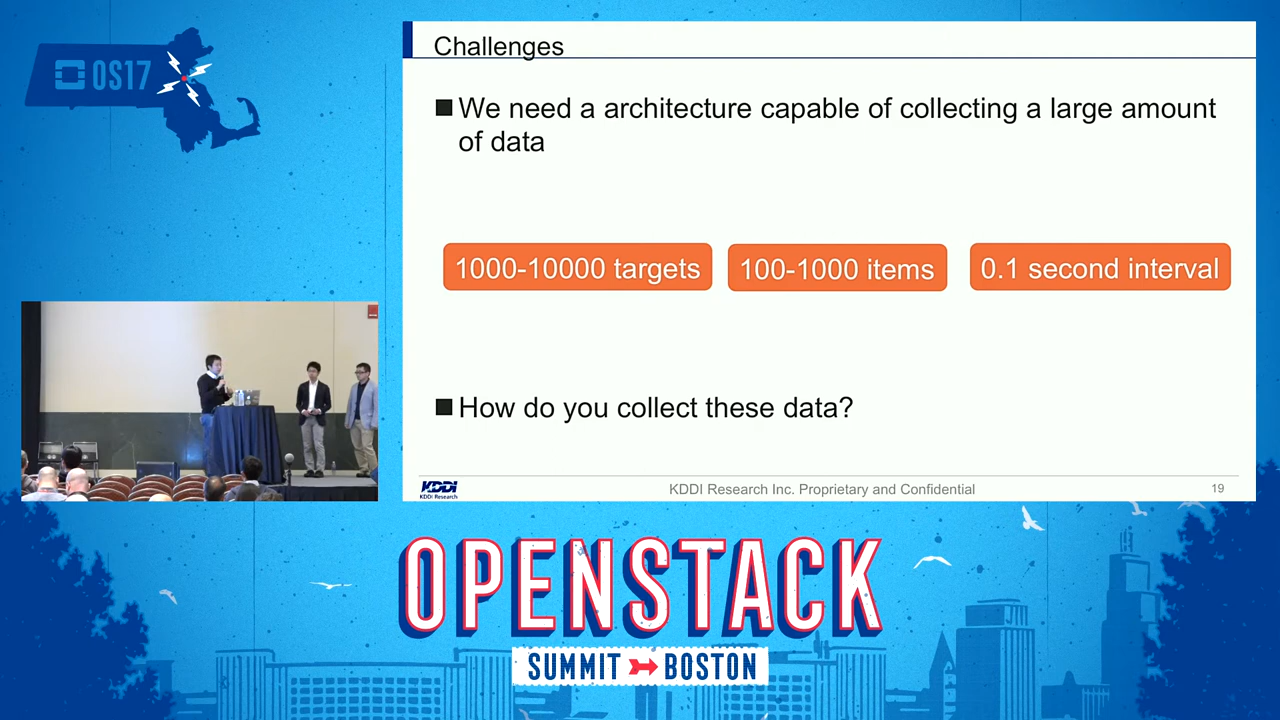 OS17
Challenges
We need a architecture capable of collecting a large amount
of data
1000-10000 targets
100-1000 items
0.1 second interval
How do you collect these data?
KDDI
KDDI Research
KDDI Research Inc. Proprietary and Confidential
19
OPENSTACK
SUMMIT BOSTON